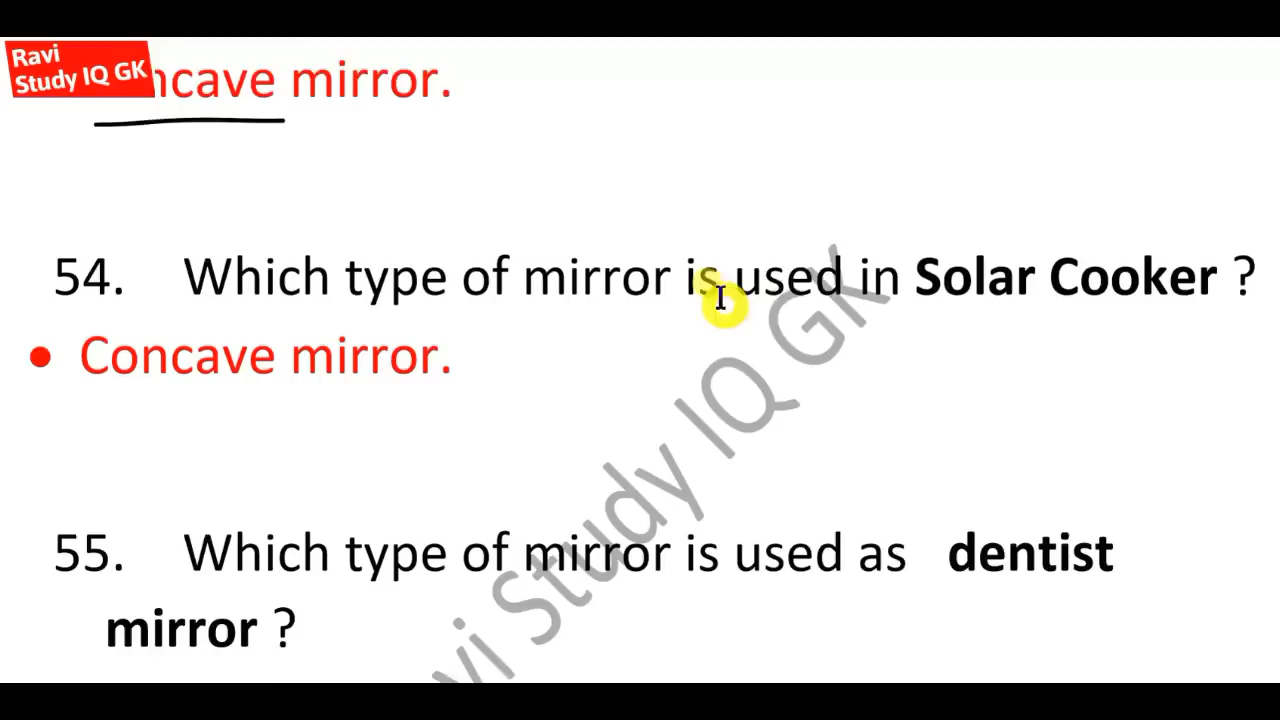 Ravi
Study IQ GK
ncave mirror.
54. Which type of mirror is used in Solar Cooker ?
• Concave mirror.
55. Which type of mirror is used as dentist
mirror ?
vi Study IQ GK